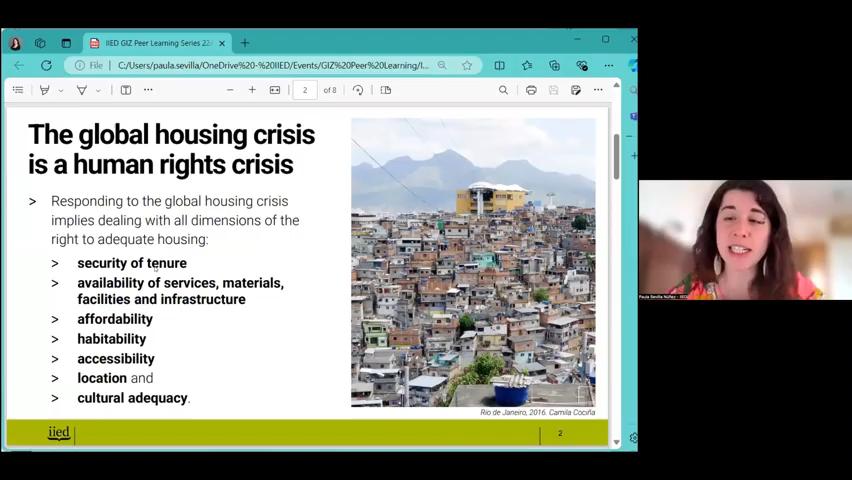 IIED GIZ Peer Learning Series 22
File
C:/Users/paula.sevilla/OneDrive%20-%20IIED/Events/GIZ%20Peer%20Learning/I...
2
of 8
The global housing crisis
is a human rights crisis
> Responding to the global housing crisis
implies dealing with all dimensions of the
right to adequate housing:
> security of tenure
> availability of services, materials,
facilities and infrastructure
> affordability
> habitability
> accessibility
> location and
> cultural adequacy.
Rio de Janeiro, 2016. Camila Cociña
iied
2
Paula Sevilla Núñez - IIED